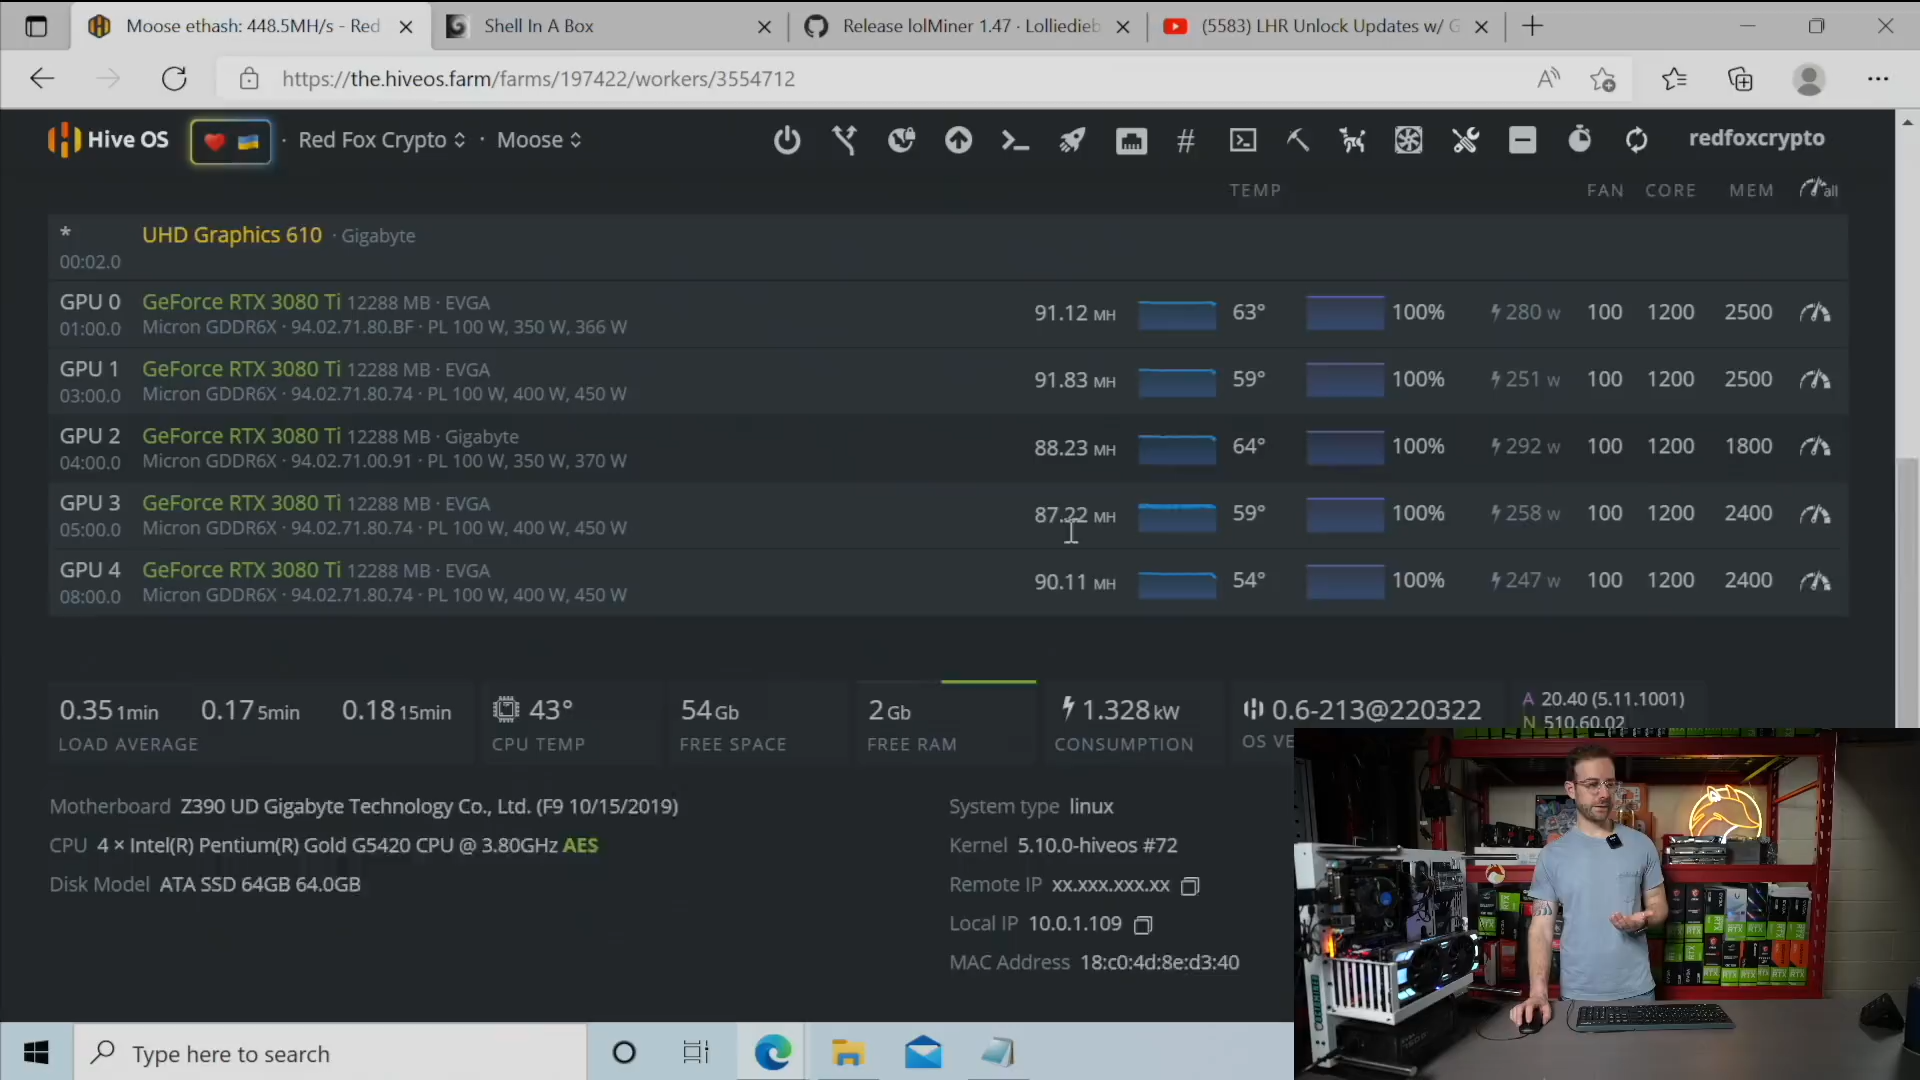 Moose ethash: 448.5MH/s - Red
Shell In A Box
Release lolMiner 1.47 · Lolliedieb
(5583) LHR Unlock Updates w/ G
https://the.hiveos.farm/farms/197422/workers/3554712
Hive OS · Red Fox Crypto · Moose
redfoxcrypto
TEMP FAN CORE MEM all
* UHD Graphics 610 · Gigabyte
00:02.0
GPU 0 GeForce RTX 3080 Ti 12288 MB · EVGA
01:00.0 Micron GDDR6X · 94.02.71.80.BF · PL 100 W, 350 W, 366 W
91.12 MH 63° 100% 280 W 100 1200 2500
GPU 1 GeForce RTX 3080 Ti 12288 MB · EVGA
03:00.0 Micron GDDR6X · 94.02.71.80.74 · PL 100 W, 400 W, 450 W
91.83 MH 59° 100% 251 W 100 1200 2500
GPU 2 GeForce RTX 3080 Ti 12288 MB · Gigabyte
04:00.0 Micron GDDR6X · 94.02.71.00.91 · PL 100 W, 350 W, 370 W
88.23 MH 64° 100% 292 W 100 1200 1800
GPU 3 GeForce RTX 3080 Ti 12288 MB · EVGA
05:00.0 Micron GDDR6X · 94.02.71.80.74 · PL 100 W, 400 W, 450 W
87.22 MH 59° 100% 258 W 100 1200 2400
GPU 4 GeForce RTX 3080 Ti 12288 MB · EVGA
08:00.0 Micron GDDR6X · 94.02.71.80.74 · PL 100 W, 400 W, 450 W
90.11 MH 54° 100% 247 W 100 1200 2400
0.35 1min 0.17 5min 0.18 15min
LOAD AVERAGE
43°
CPU TEMP
54 Gb
FREE SPACE
2 Gb
FREE RAM
1.328 kW
CONSUMPTION
0.6-213@220322
OS VE
A 20.40 (5.11.1001)
N 510.60.02
Motherboard Z390 UD Gigabyte Technology Co., Ltd. (F9 10/15/2019)
CPU 4 × Intel(R) Pentium(R) Gold G5420 CPU @ 3.80GHz AES
Disk Model ATA SSD 64GB 64.0GB
System type linux
Kernel 5.10.0-hiveos #72
Remote IP xx.xxx.xxx.xx
Local IP 10.0.1.109
MAC Address 18:c0:4d:8e:d3:40
Type here to search